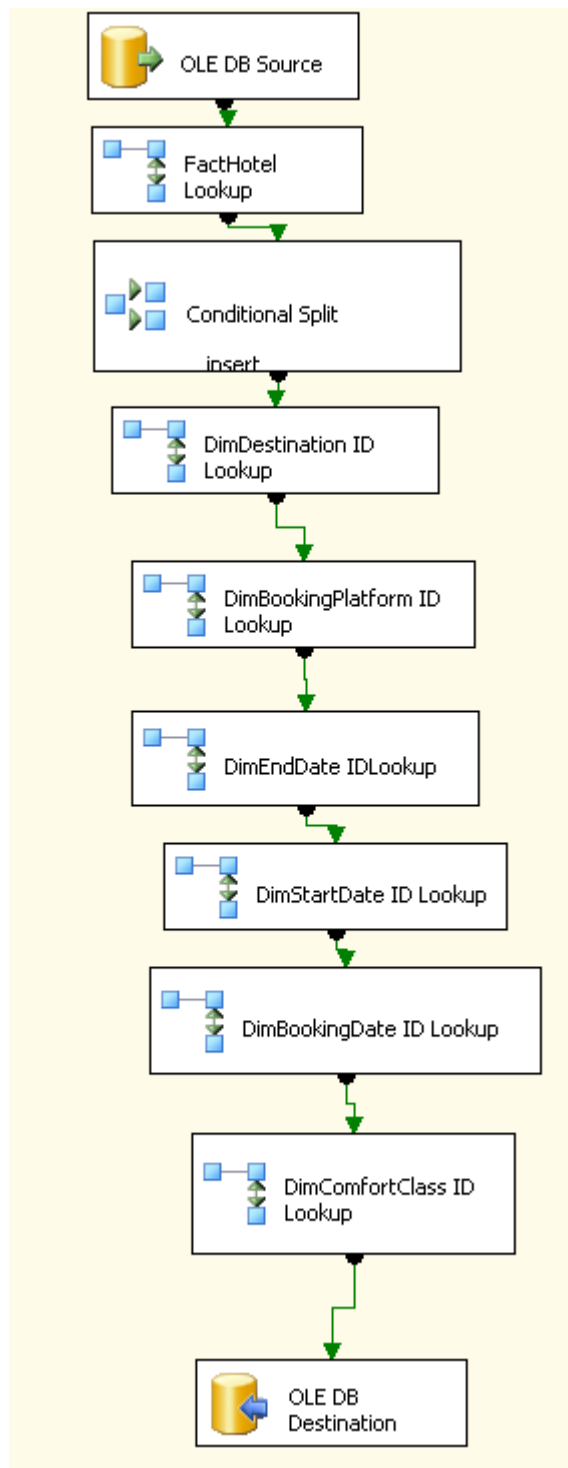 OLE DB Source
FactHotel
Lookup
Conditional Split
insert
DimDestination ID
Lookup
DimBookingPlatform ID
Lookup
DimEndDate IDLookup
DimStartDate ID Lookup
DimBookingDate ID Lookup
DimComfortClass ID
Lookup
OLE DB
Destination